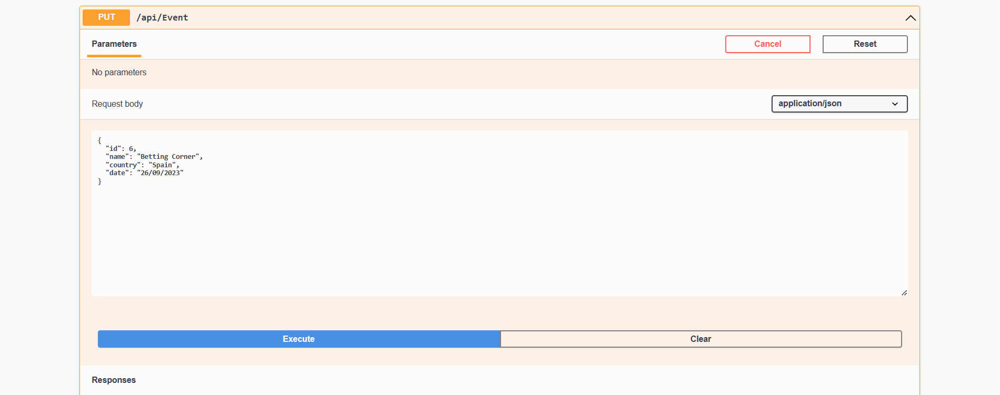 PUT /api/Event
Parameters
Cancel
Reset
No parameters
Request body
application/json
{
  "id": 6,
  "name": "Betting Corner",
  "country": "Spain",
  "date": "26/09/2023"
}
Execute
Clear
Responses